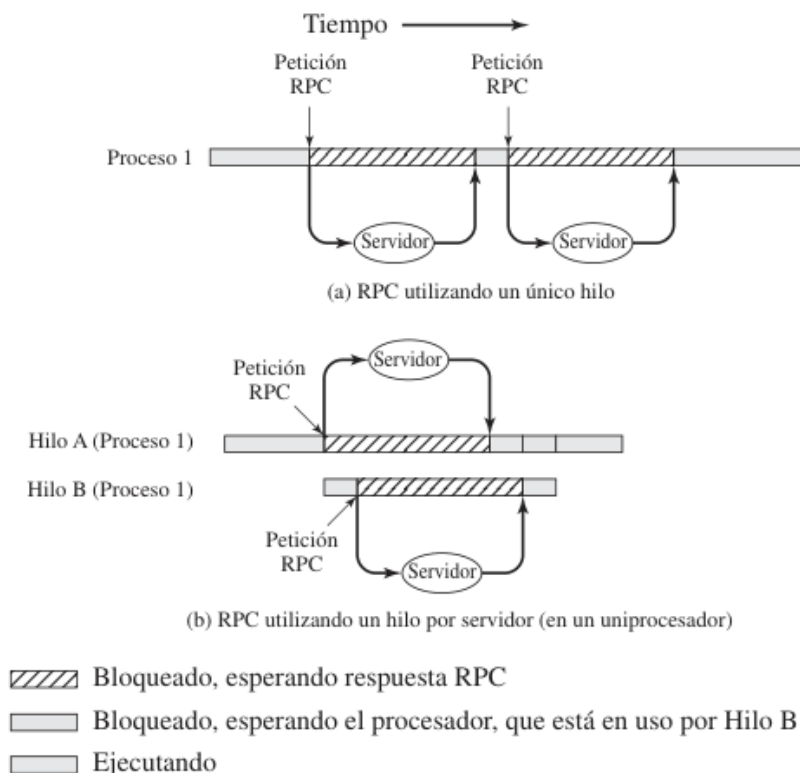 Tiempo
Petición
RPC
Petición
RPC
Proceso 1
Servidor
Servidor
(a) RPC utilizando un único hilo
Servidor
Petición
RPC
Hilo A (Proceso 1)
Hilo B (Proceso 1)
Petición
RPC
Servidor
(b) RPC utilizando un hilo por servidor (en un uniprocesador)
Bloqueado, esperando respuesta RPC
Bloqueado, esperando el procesador, que está en uso por Hilo B
Ejecutando